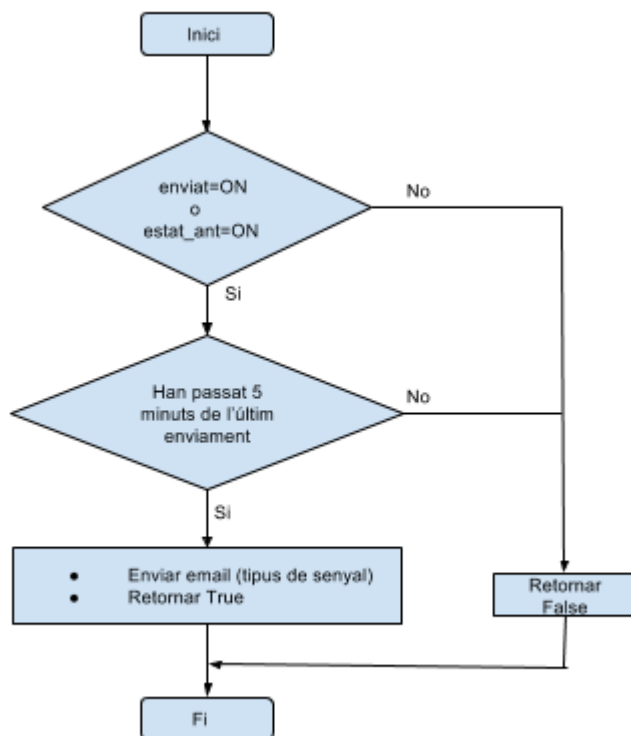 Inici
enviat=ON
o
estat_ant=ON
No
Si
Han passat 5
minuts de l'últim
enviament
No
Si
● Enviar email (tipus de senyal)
● Retornar True
Retornar
False
Fi